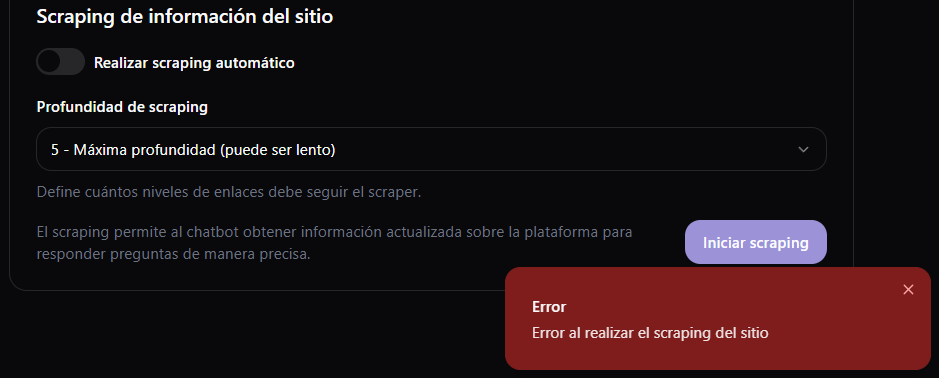 Scraping de información del sitio
Realizar scraping automático
Profundidad de scraping
5 - Máxima profundidad (puede ser lento)
Define cuántos niveles de enlaces debe seguir el scraper.
El scraping permite al chatbot obtener información actualizada sobre la plataforma para
responder preguntas de manera precisa.
Iniciar scraping
Error
Error al realizar el scraping del sitio